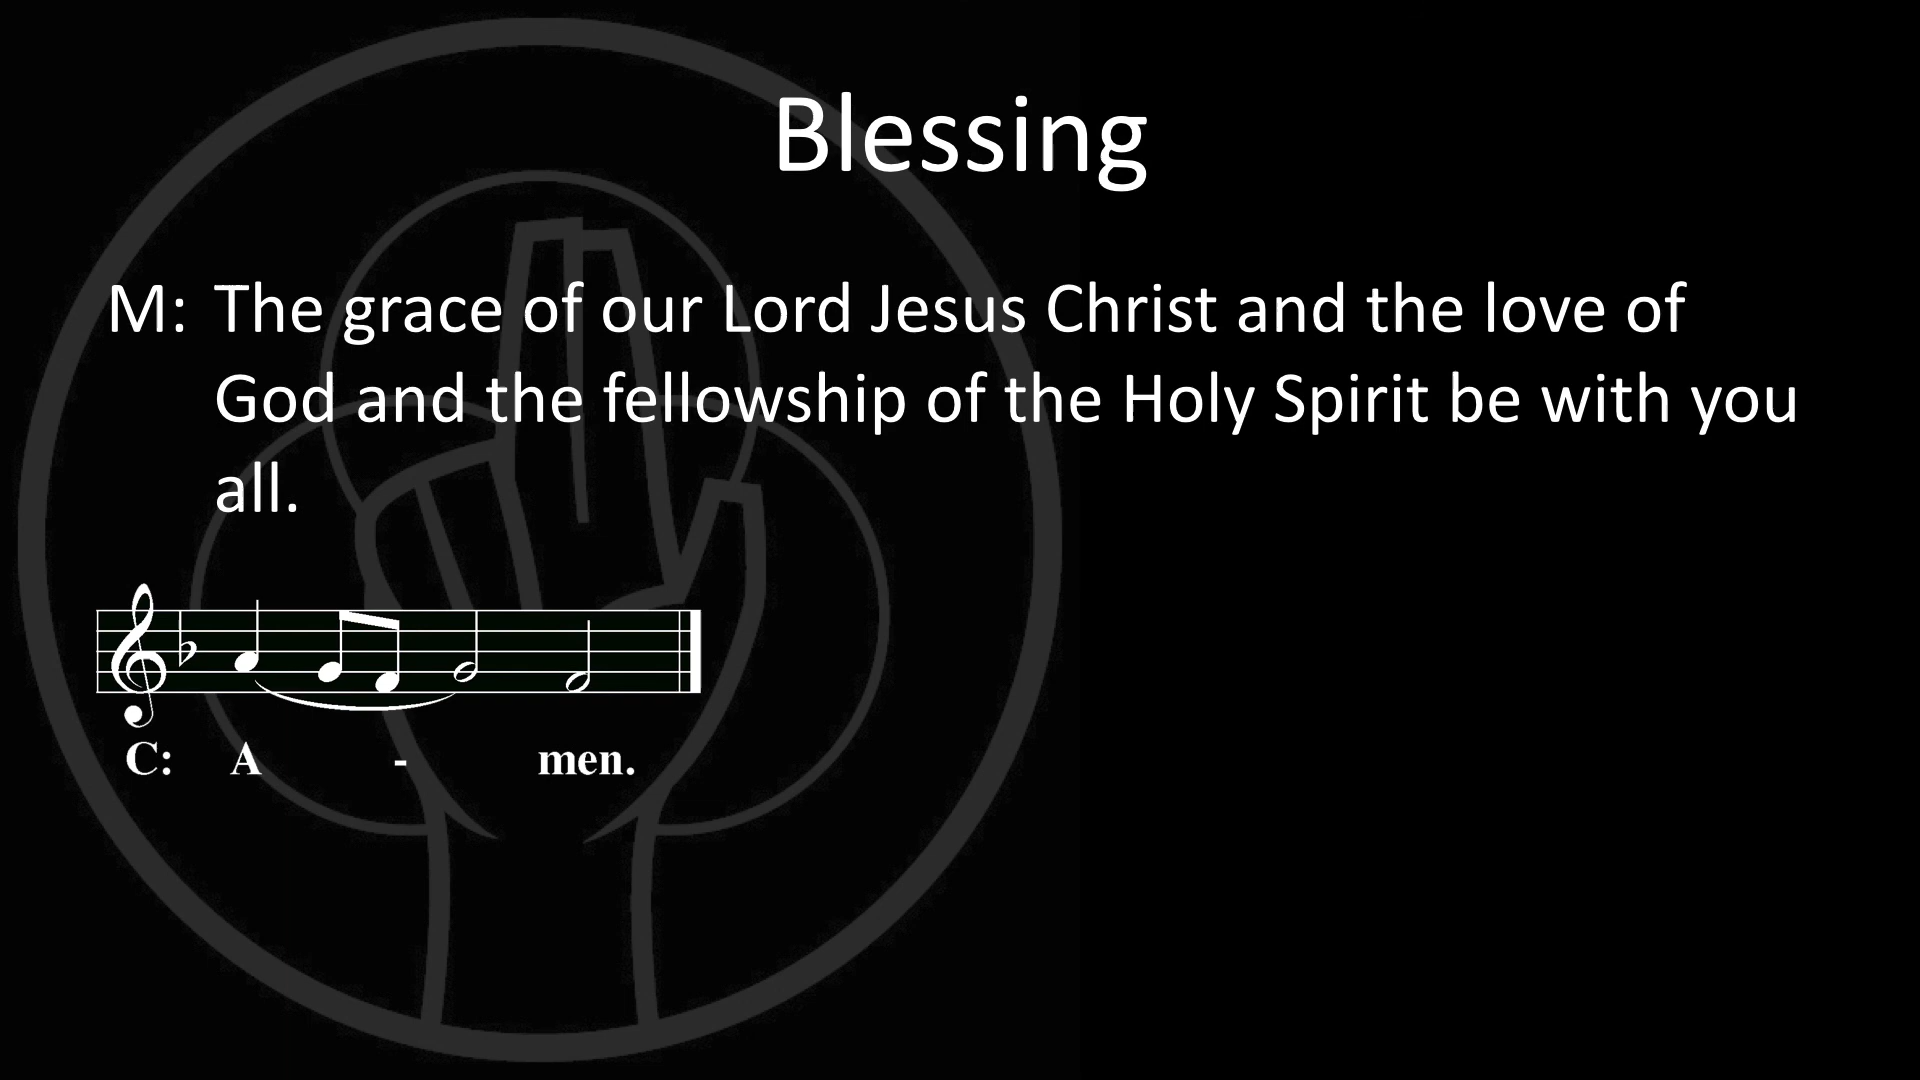 Blessing
M: The grace of our Lord Jesus Christ and the love of
God and the fellowship of the Holy Spirit be with you
all.
C: A - men.